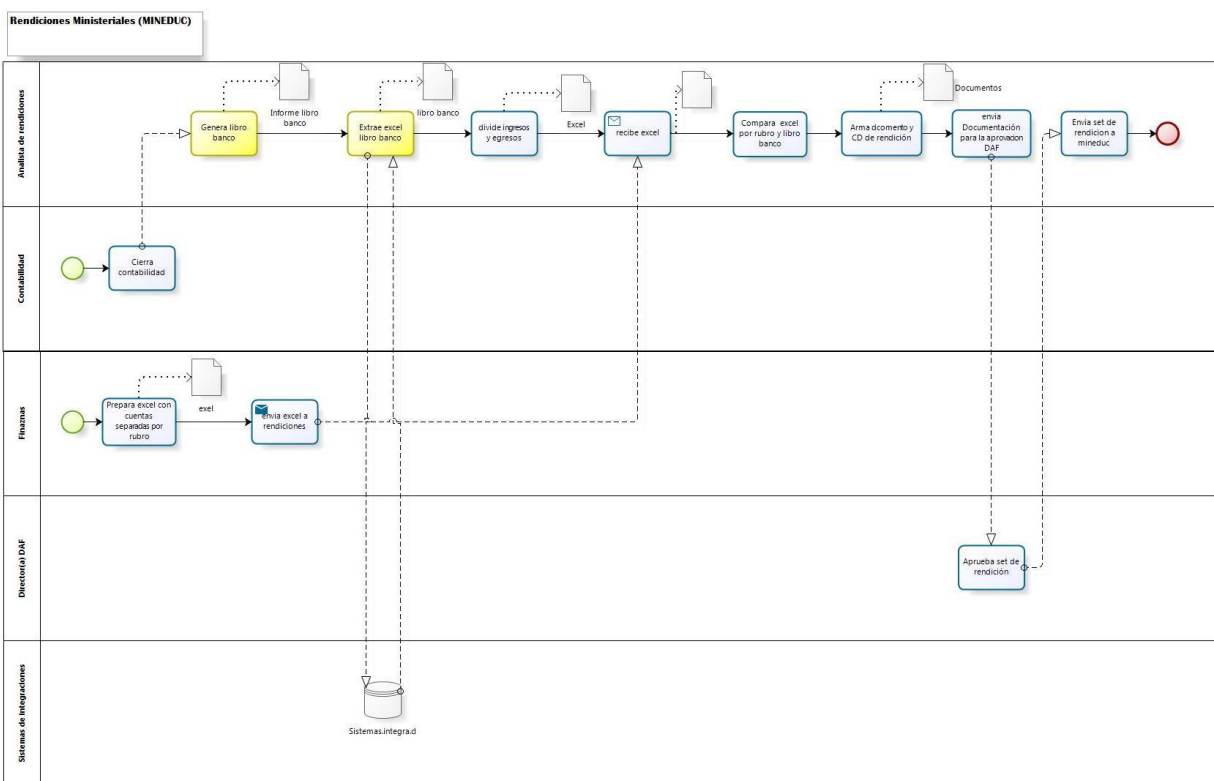 Rendiciones Ministeriales (MINEDUC)
Analista de rendiciones
Genera libro
banco
Informe libro
banco
Extrae excel
libro banco
libro banco
divide ingresos
y egresos
Excel
recibe excel
Compara excel
por rubro y libro
banco
Arma dcomento y
CD de rendición
Documentos
envia
Documentación
para la aprovacion
DAF
Envia set de
rendicion a
mineduc
Contabilidad
Cierra
contabilidad
Finaznas
Prepara excel con
cuentas
separadas por
rubro
exel
envia excel a
rendiciones
Director(a) DAF
Aprueba set de
rendición
Sistemas de integraciones
Sistemas.integra.d